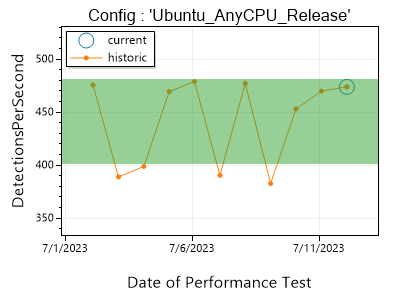 Config : 'Ubuntu_AnyCPU_Release'
current
historic
DetectionsPerSecond
500
450
400
350
7/1/2023
7/6/2023
7/11/2023
Date of Performance Test